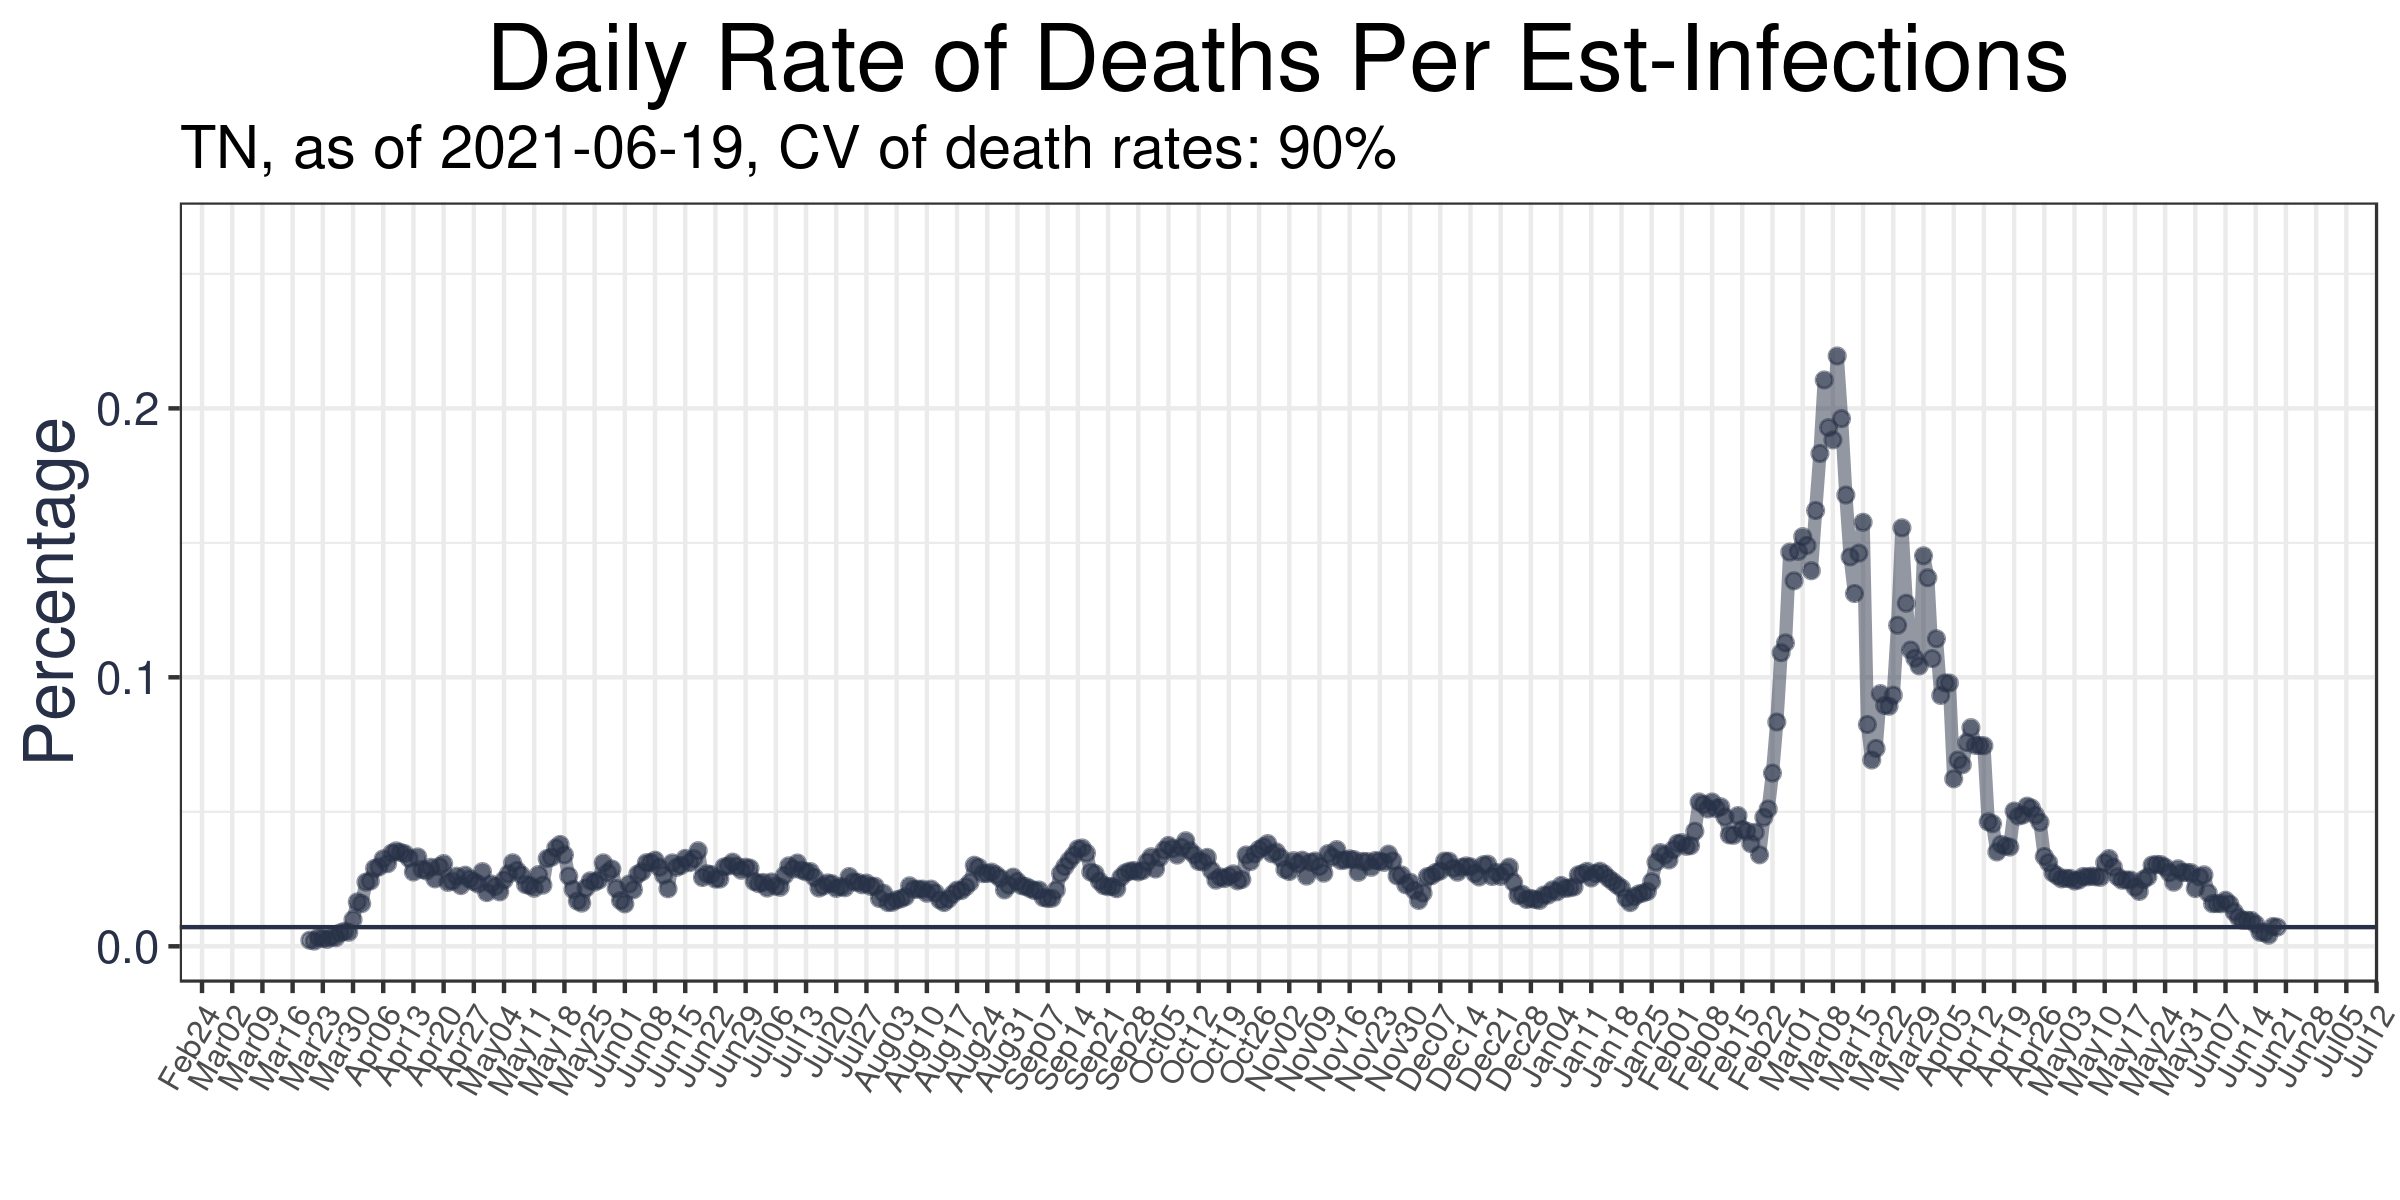 Daily Rate of Deaths Per Est-Infections
TN, as of 2021-06-19, CV of death rates: 90%
Percentage
0.2
0.1
0.0
Feb24
Mar02
Mar09
Mar16
Mar23
Mar30
Apr06
Apr13
Apr20
Apr27
May04
May11
May18
May25
Jun01
Jun08
Jun15
Jun22
Jun29
Jul06
Jul13
Jul20
Jul27
Aug03
Aug10
Aug17
Aug24
Aug31
Sep07
Sep14
Sep21
Sep28
Oct05
Oct12
Oct19
Oct26
Nov02
Nov09
Nov16
Nov23
Nov30
Dec07
Dec14
Dec21
Dec28
Jan04
Jan11
Jan18
Jan25
Feb01
Feb08
Feb15
Feb22
Mar01
Mar08
Mar15
Mar22
Mar29
Apr05
Apr12
Apr19
Apr26
May03
May10
May17
May24
May31
Jun07
Jun14
Jun21
Jun28
Jul05
Jul12